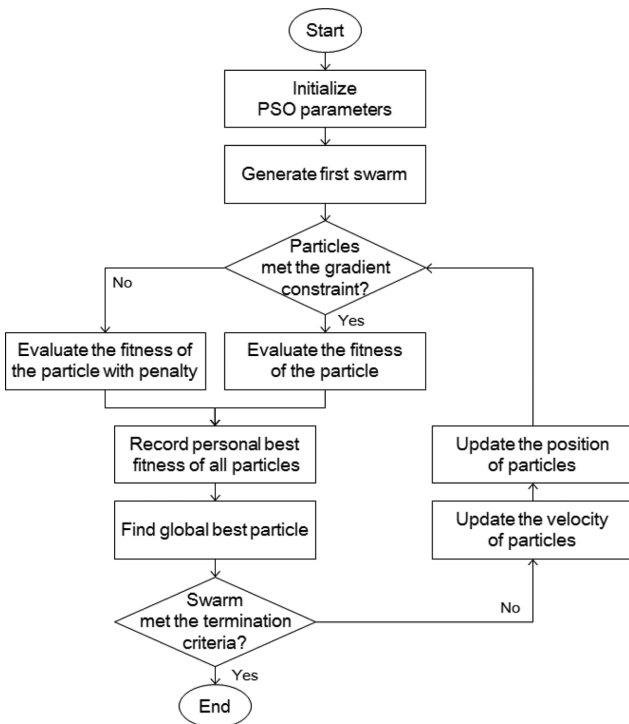 Start
Initialize
PSO parameters
Generate first swarm
Particles
met the gradient
constraint?
No
Yes
Evaluate the fitness of
the particle with penalty
Evaluate the fitness
of the particle
Record personal best
fitness of all particles
Update the position
of particles
Find global best particle
Update the velocity
of particles
Swarm
met the termination
criteria?
No
Yes
End